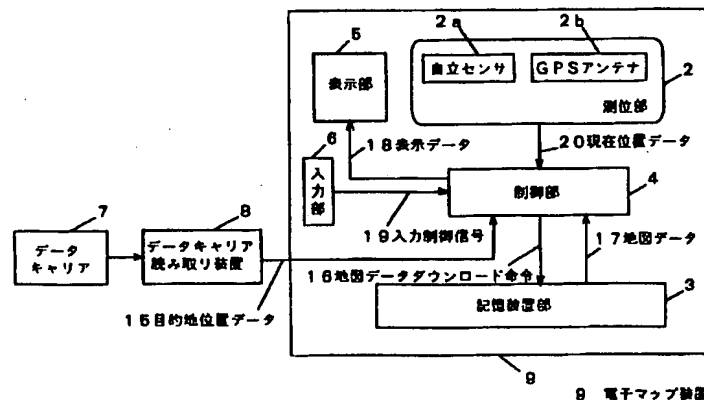 2a
2b
5
自立センサ
GPSアンテナ
2
表示部
測位部
6
18表示データ
20現在位置データ
入力部
制御部
4
7
8
19入力制御信号
17地図データ
データキャリア
データキャリア読み取り装置
16地図データダウンロード命令
3
15目的地位置データ
記憶装置部
9
9 電子マップ装置